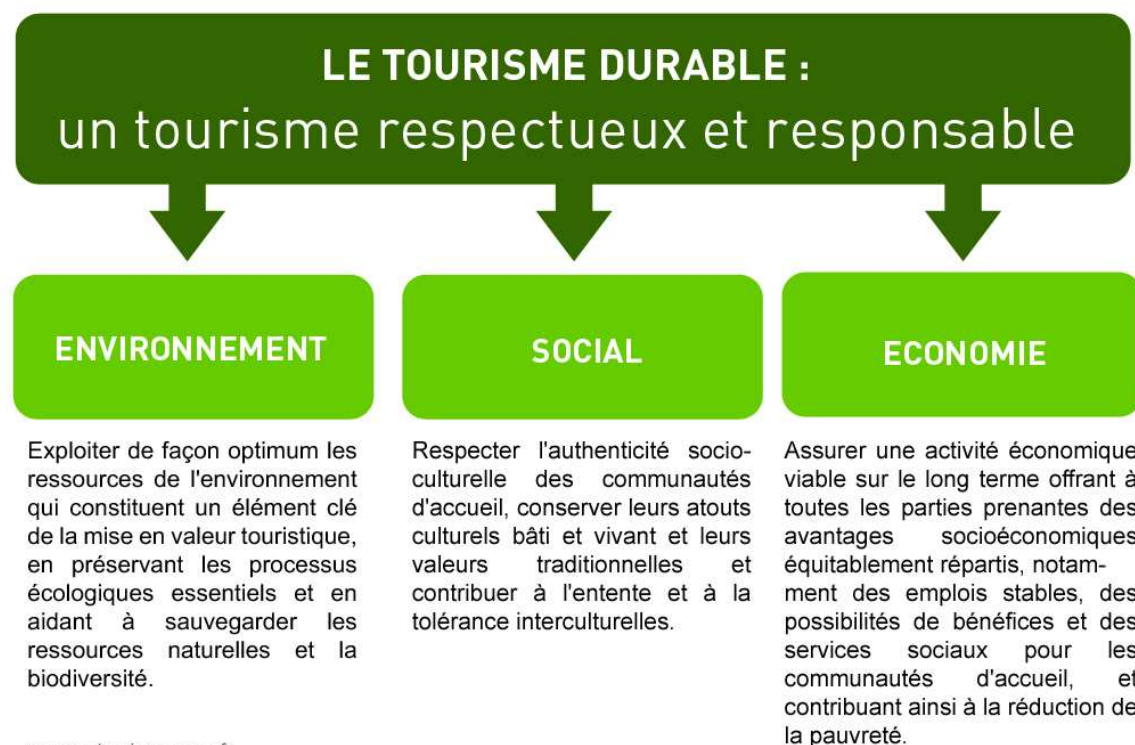 LE TOURISME DURABLE :
un tourisme respectueux et responsable
ENVIRONNEMENT
Exploiter de façon optimum les
ressources de l'environnement
qui constituent un élément clé
de la mise en valeur touristique,
en préservant les processus
écologiques essentiels et en
aidant à sauvegarder les
ressources naturelles et la
biodiversité.
SOCIAL
Respecter l'authenticité socio-
culturelle des communautés
d'accueil, conserver leurs atouts
culturels bâti et vivant et leurs
valeurs traditionnelles et
contribuer à l'entente et à la
tolérance interculturelles.
ECONOMIE
Assurer une activité économique
viable sur le long terme offrant à
toutes les parties prenantes des
avantages socioéconomiques
équitablement répartis, notam-
ment des emplois stables, des
possibilités de bénéfices et des
services sociaux pour les
communautés d'accueil, et
contribuant ainsi à la réduction de
la pauvreté.